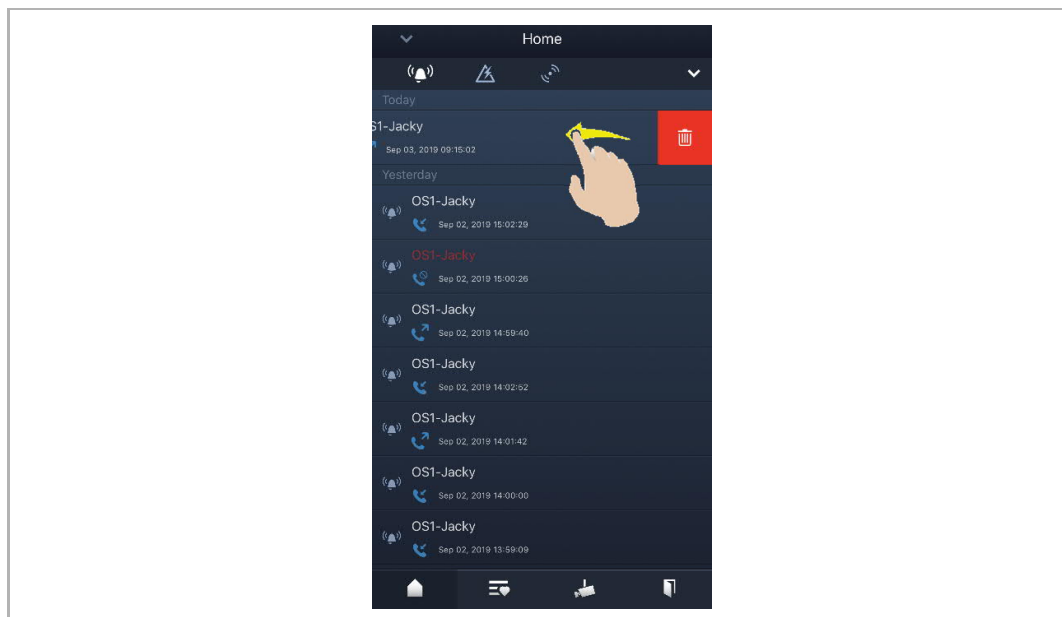 Home
Today
S1-Jacky
Sep 03, 2019 09:15:02
Yesterday
OS1-Jacky
Sep 02, 2019 15:02:29
OS1-Jacky
Sep 02, 2019 15:00:26
OS1-Jacky
Sep 02, 2019 14:59:40
OS1-Jacky
Sep 02, 2019 14:02:52
OS1-Jacky
Sep 02, 2019 14:01:42
OS1-Jacky
Sep 02, 2019 14:00:00
OS1-Jacky
Sep 02, 2019 13:59:09